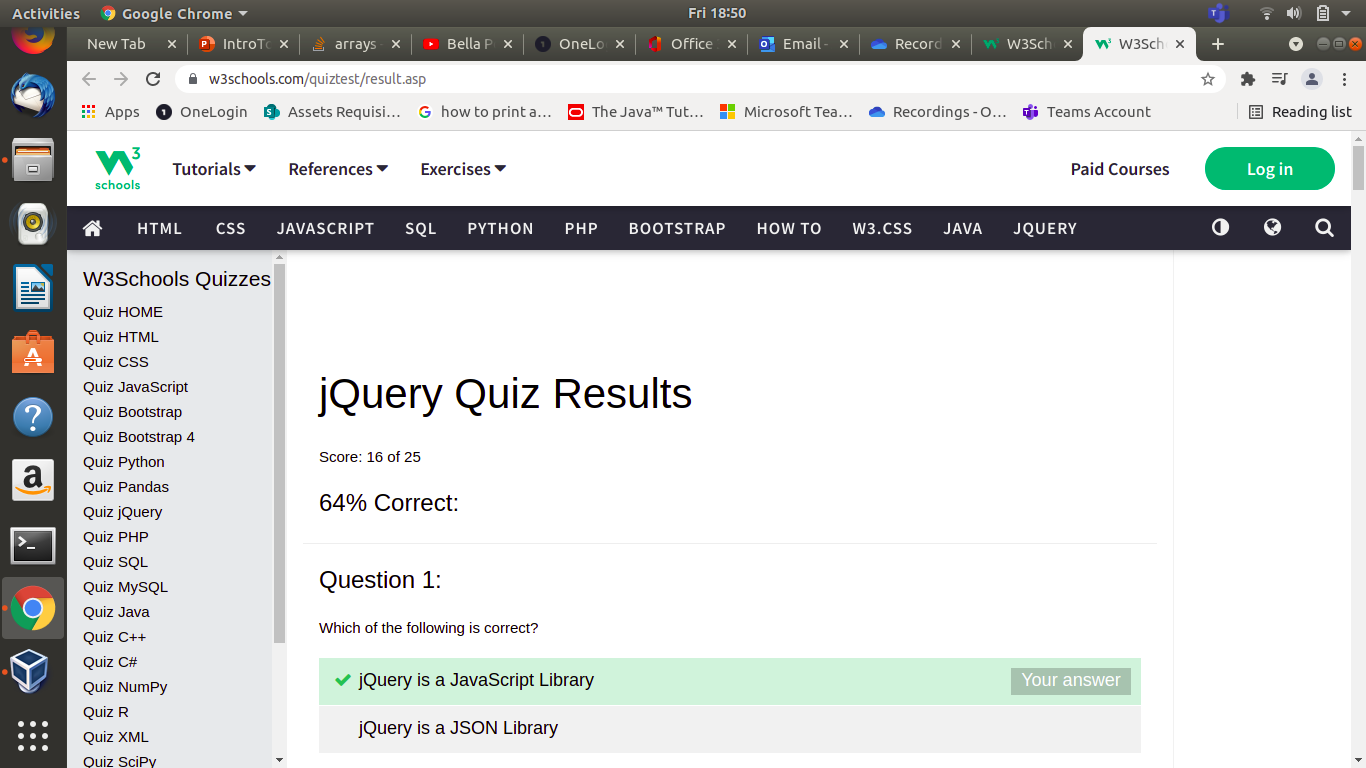 Activities
Google Chrome
Fri 18:50
New Tab
IntroTo
arrays -
Bella P
OneLo
Office
Email -
Record
W3Sch
W3Sch
w3schools.com/quiztest/result.asp
Apps
OneLogin
Assets Requisi...
how to print a...
The Java™ Tut...
Microsoft Tea...
Recordings - O...
Teams Account
Reading list
W3
schools
Tutorials
References
Exercises
Paid Courses
Log in
HTML
CSS
JAVASCRIPT
SQL
PYTHON
PHP
BOOTSTRAP
HOW TO
W3.CSS
JAVA
JQUERY
W3Schools Quizzes
Quiz HOME
Quiz HTML
Quiz CSS
Quiz JavaScript
Quiz Bootstrap
Quiz Bootstrap 4
Quiz Python
Quiz Pandas
Quiz jQuery
Quiz PHP
Quiz SQL
Quiz MySQL
Quiz Java
Quiz C++
Quiz C#
Quiz NumPy
Quiz R
Quiz XML
Quiz SciPy
jQuery Quiz Results
Score: 16 of 25
64% Correct:
Question 1:
Which of the following is correct?
jQuery is a JavaScript Library
Your answer
jQuery is a JSON Library